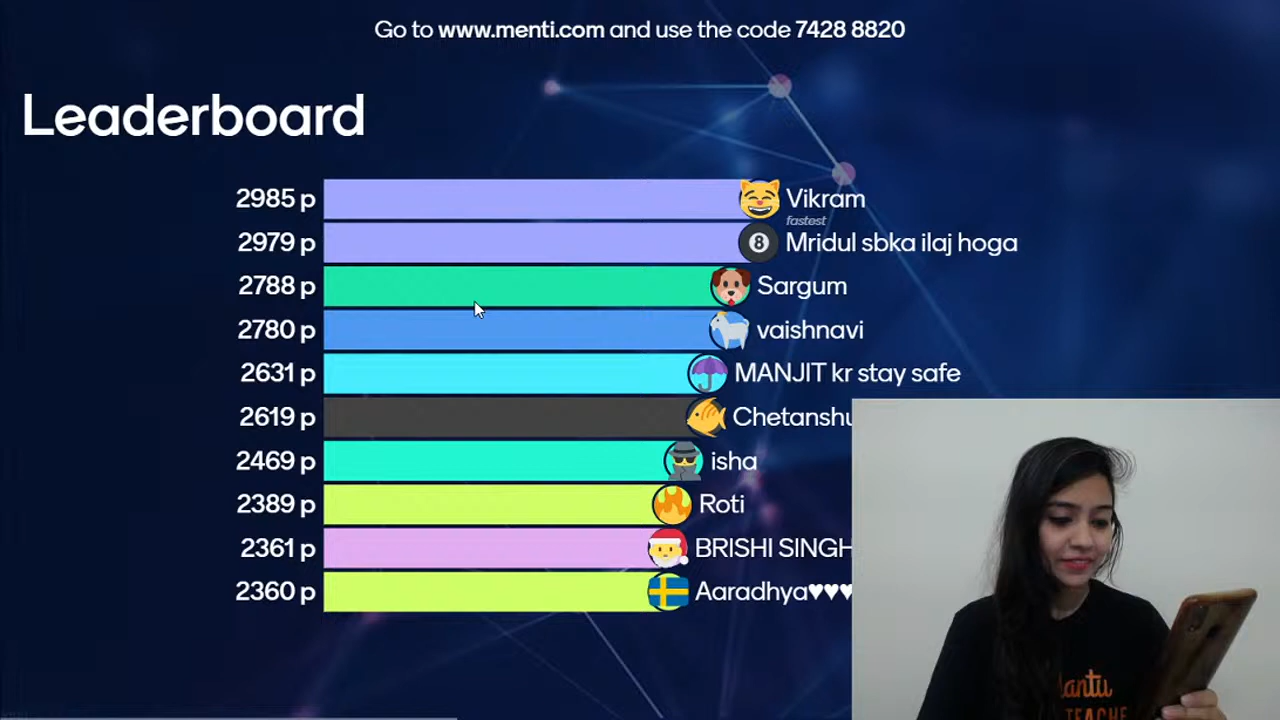 Go to www.menti.com and use the code 7428 8820
Leaderboard
2985 p Vikram
fastest
2979 p Mridul sbka ilaj hoga
2788 p Sargum
2780 p vaishnavi
2631 p MANJIT kr stay safe
2619 p Chetanshu
2469 p isha
2389 p Roti
2361 p BRISHI SINGH
2360 p Aaradhya♥♥♥
8